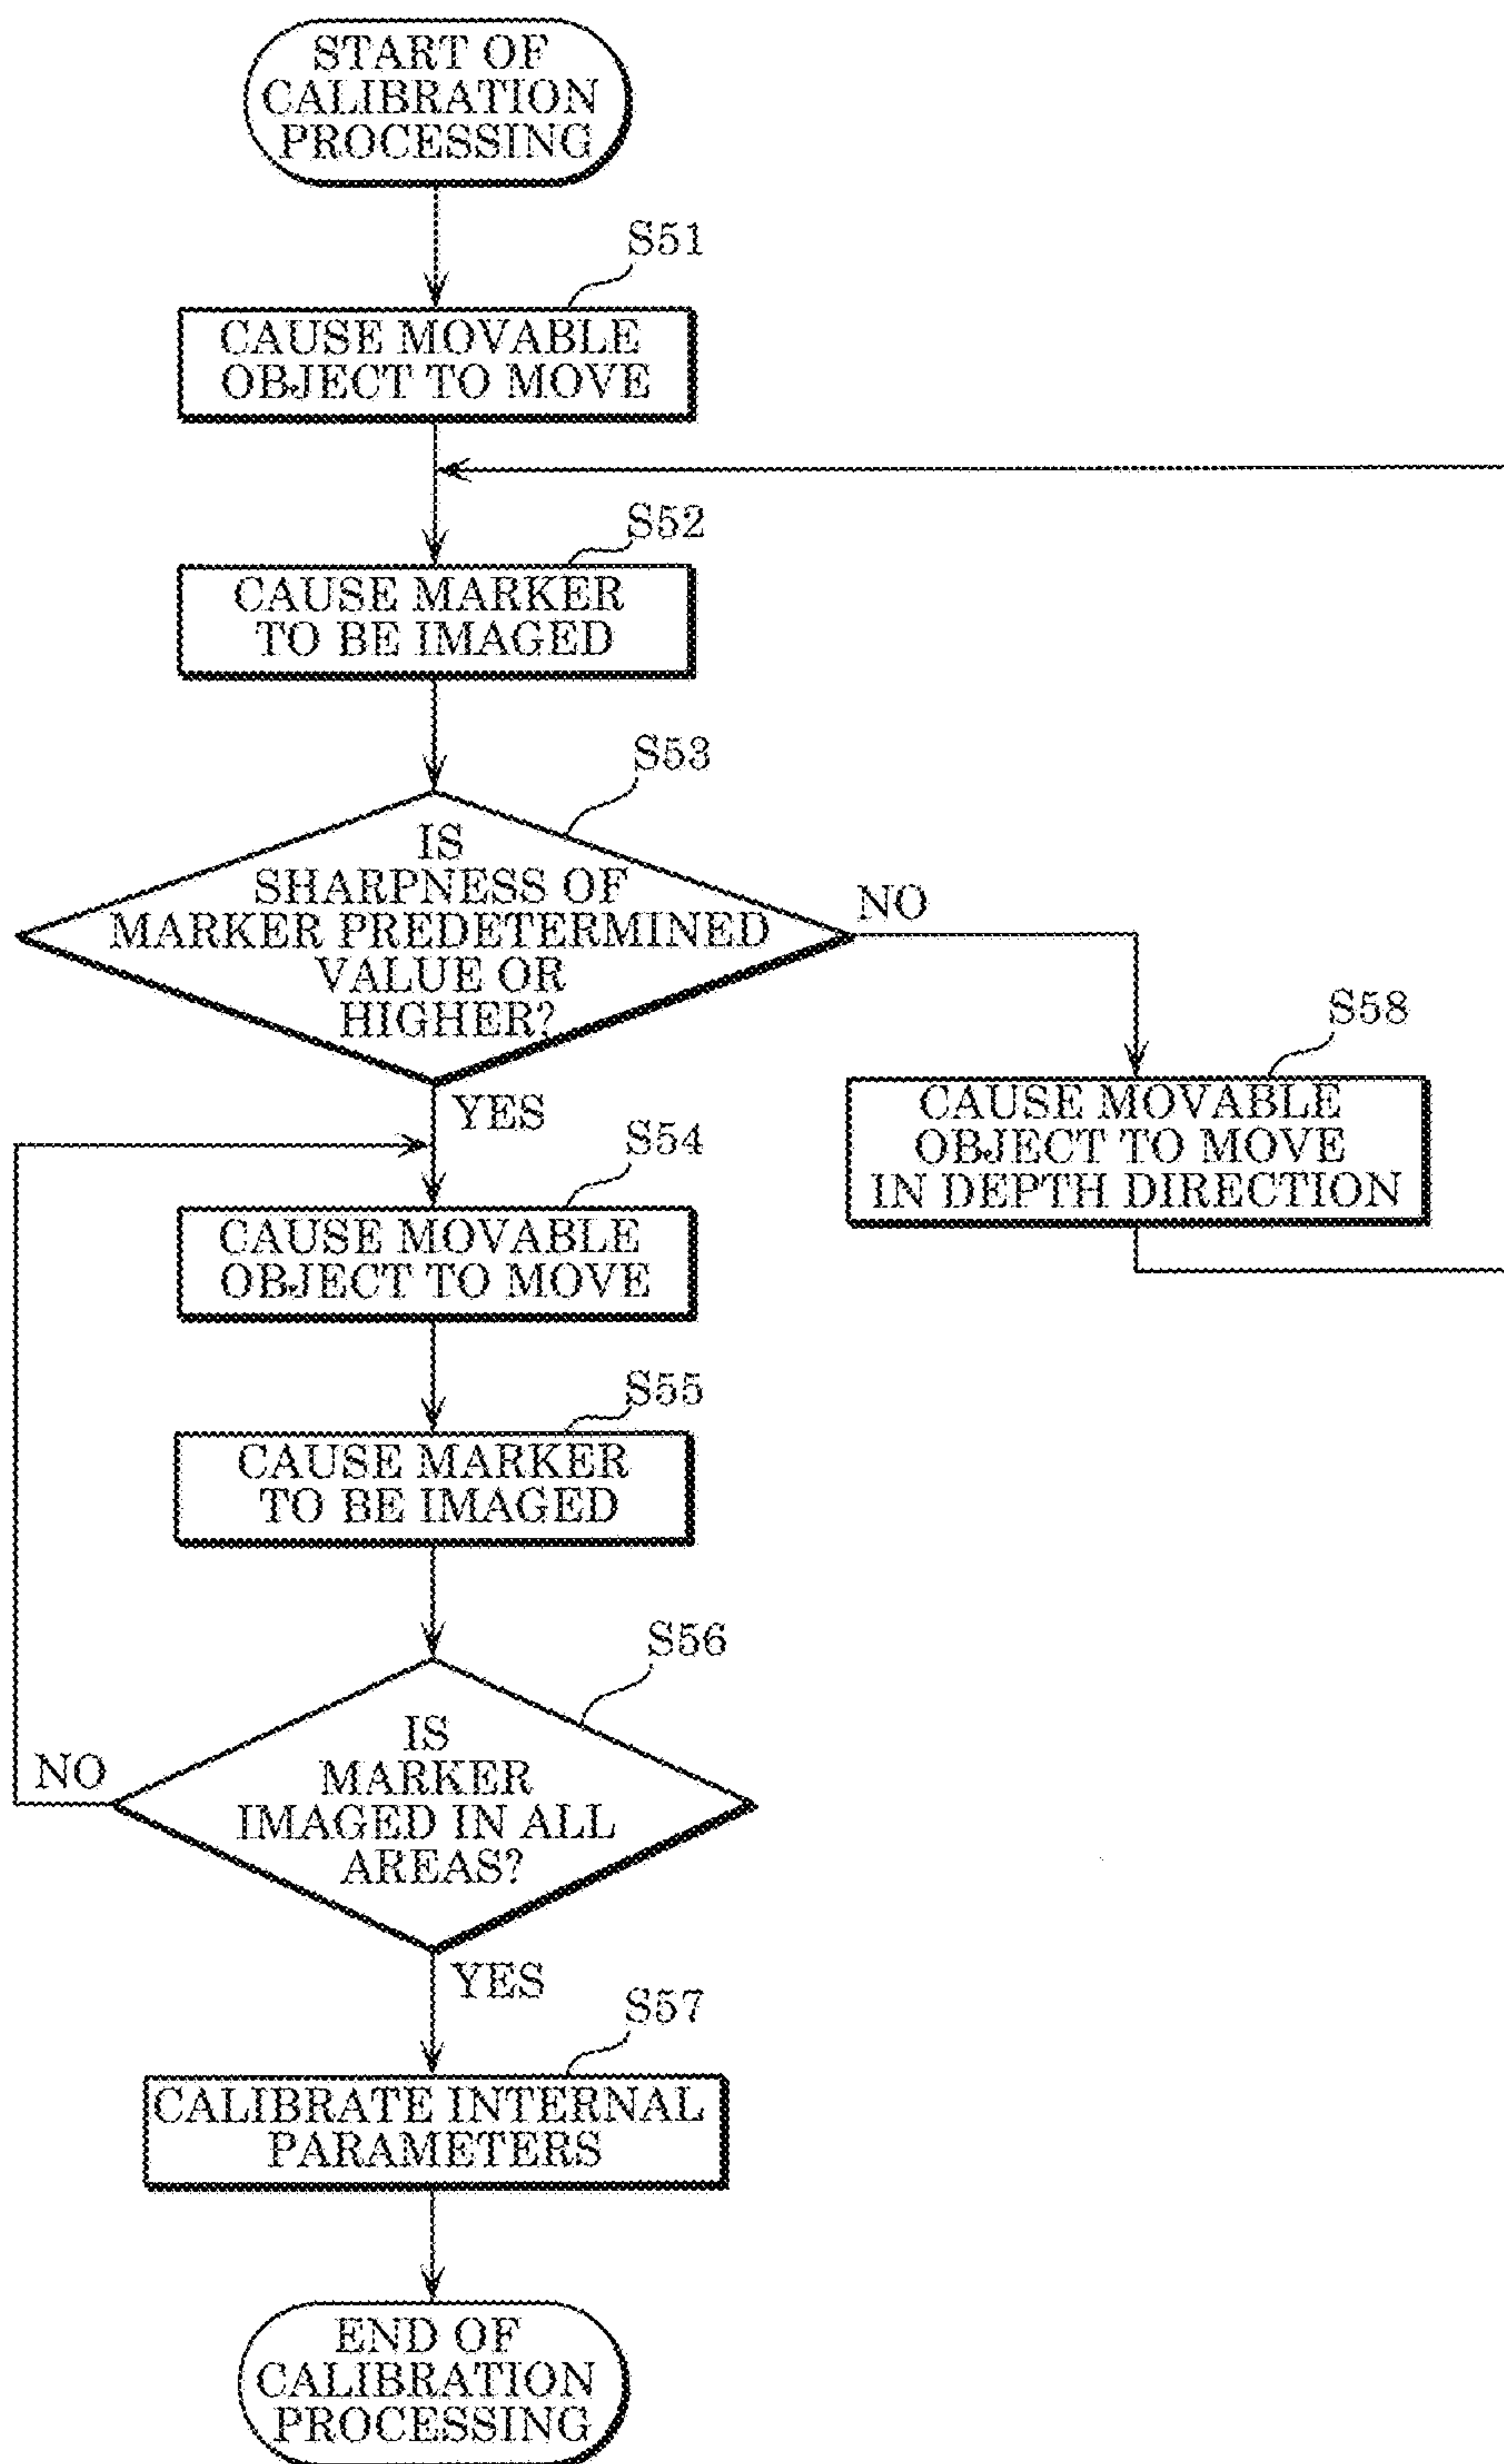 START OF
CALIBRATION
PROCESSING
S51
CAUSE MOVABLE
OBJECT TO MOVE
S52
CAUSE MARKER
TO BE IMAGED
S53
IS
SHARPNESS OF
MARKER PREDETERMINED
VALUE OR
HIGHER?
NO
YES
S58
CAUSE MOVABLE
OBJECT TO MOVE
IN DEPTH DIRECTION
S54
CAUSE MOVABLE
OBJECT TO MOVE
S55
CAUSE MARKER
TO BE IMAGED
S56
IS
MARKER
IMAGED IN ALL
AREAS?
NO
YES
S57
CALIBRATE INTERNAL
PARAMETERS
END OF
CALIBRATION
PROCESSING